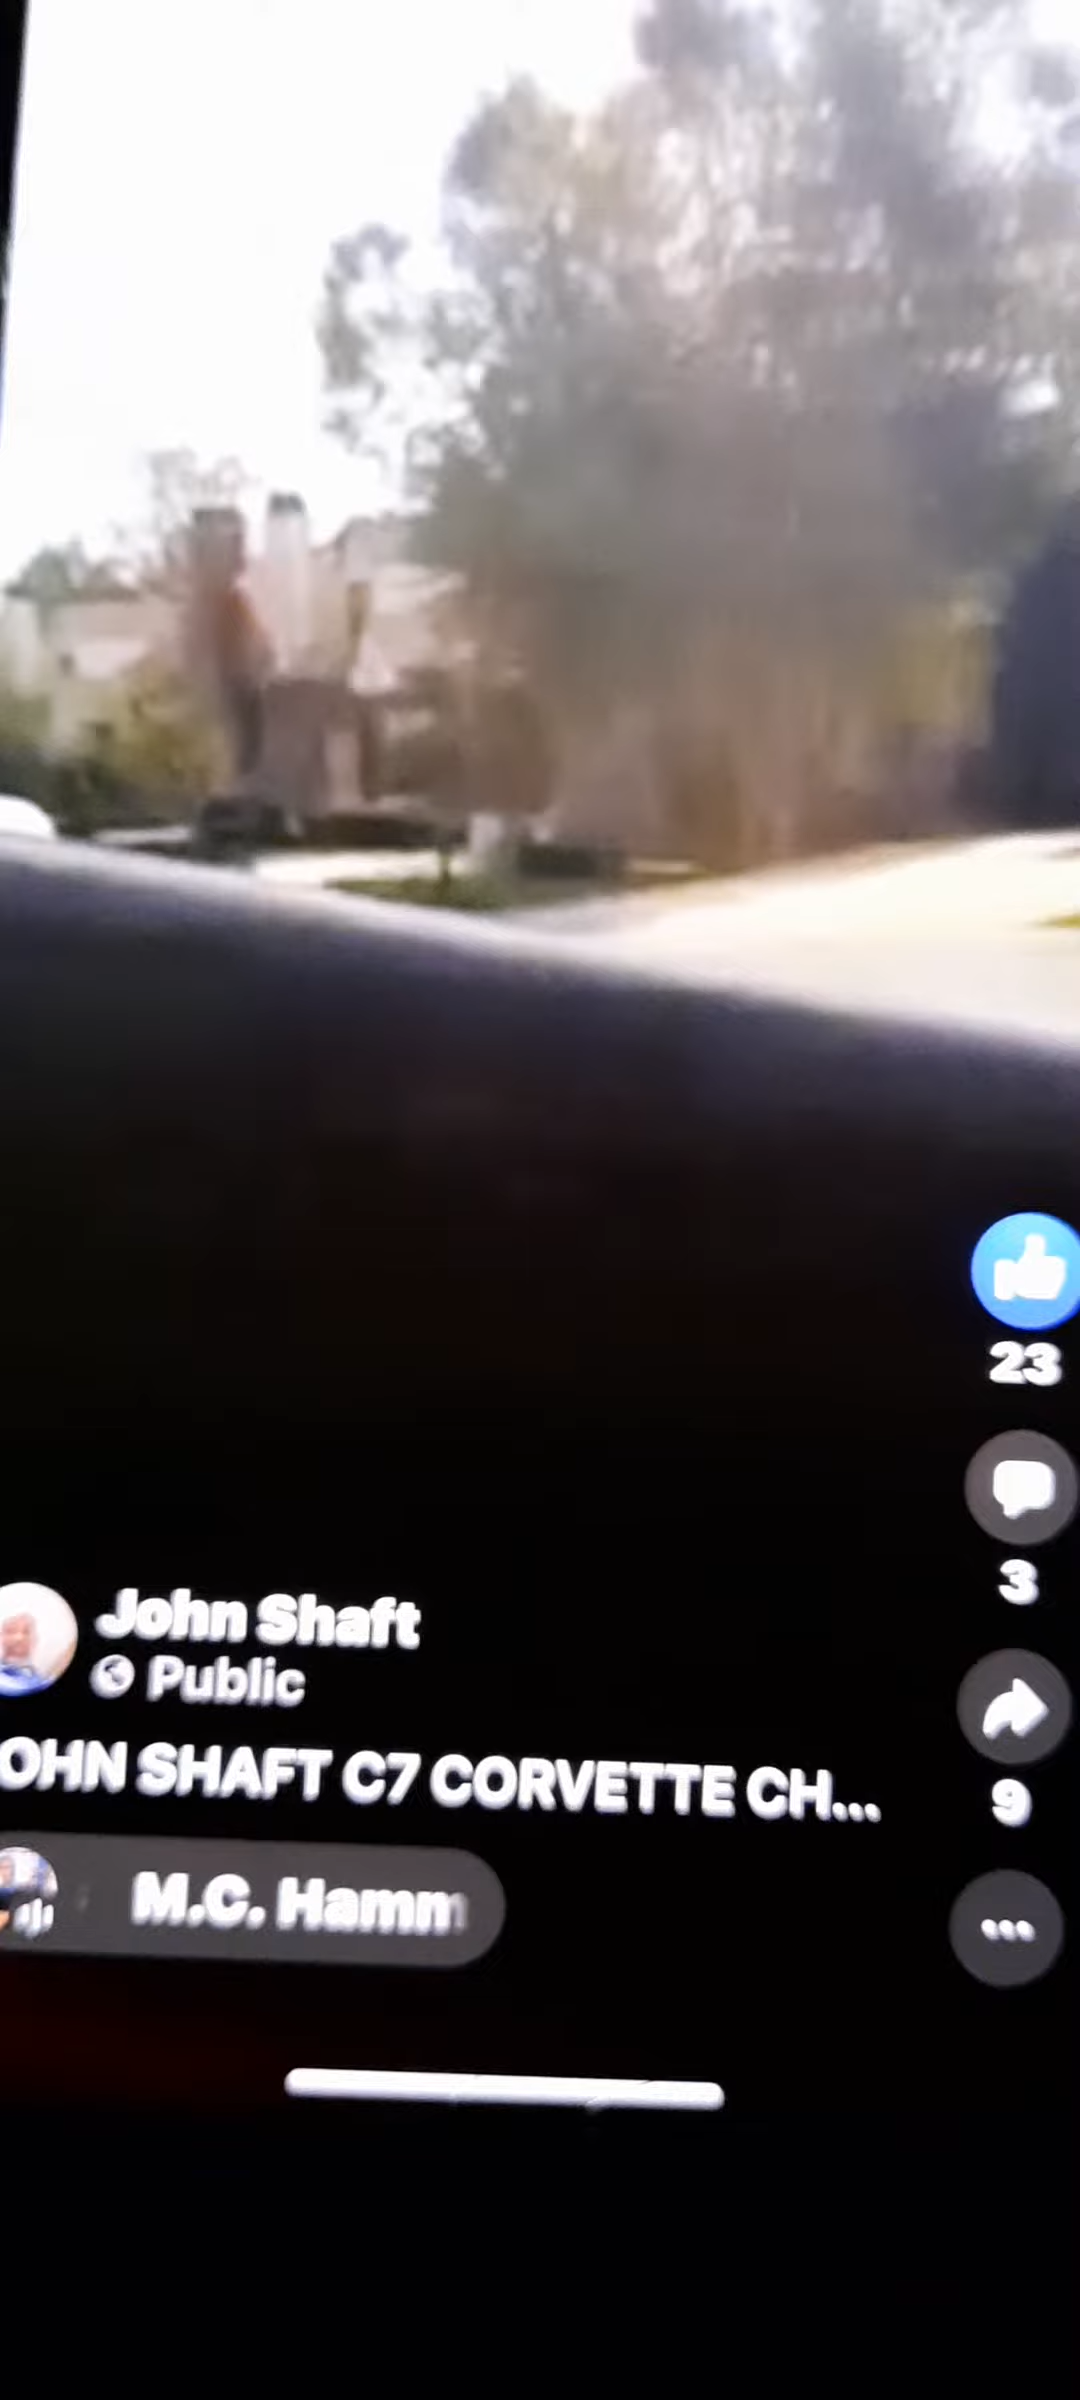 23
3
John Shaft
Public
OHN SHAFT C7 CORVETTE CH...
9
M.C. Hamm